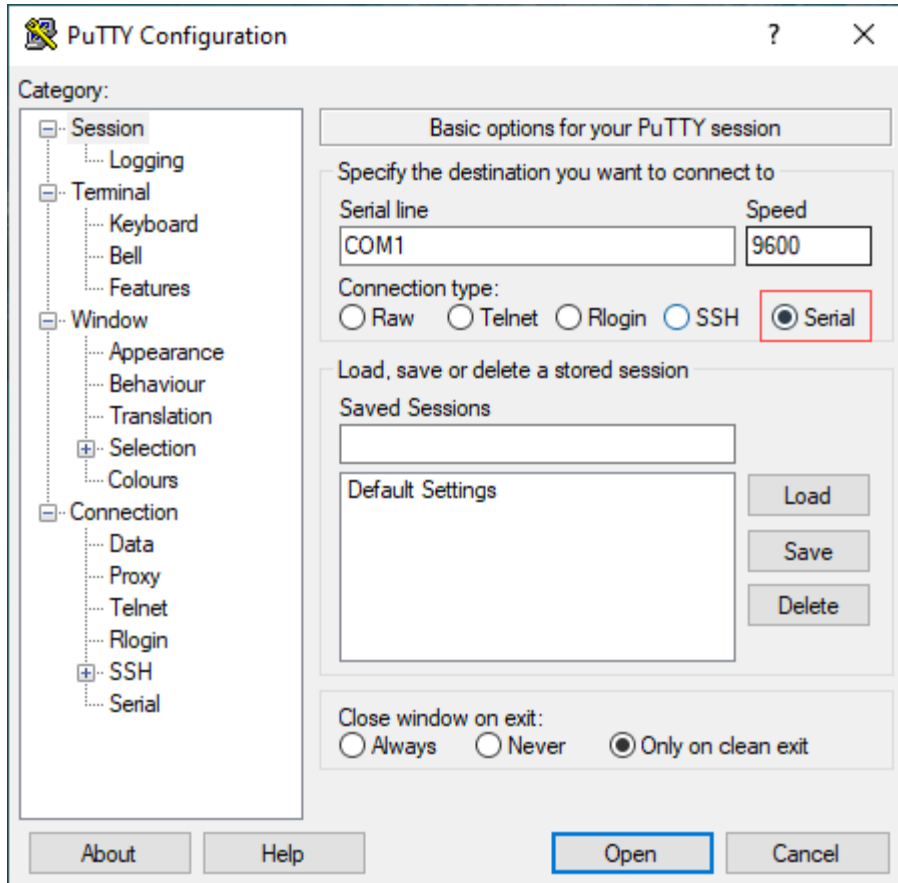 PuTTY Configuration
?
Category:
Session
Logging
Terminal
Keyboard
Bell
Features
Window
Appearance
Behaviour
Translation
Selection
Colours
Connection
Data
Proxy
Telnet
Rlogin
SSH
Serial
Basic options for your PuTTY session
Specify the destination you want to connect to
Serial line Speed
COM1 9600
Connection type:
Raw Telnet Rlogin SSH Serial
Load, save or delete a stored session
Saved Sessions
Default Settings
Load
Save
Delete
Close window on exit:
Always Never Only on clean exit
About Help Open Cancel